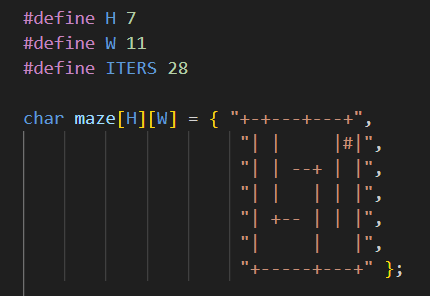 #define H 7
#define W 11
#define ITERS 28
char maze[H][W] = { "+-+---+---+",
                     "| |     |#|",
                     "| | --+ | |",
                     "| |   | | |",
                     "| +-- | | |",
                     "|     |   |",
                     "+-----+---+" };